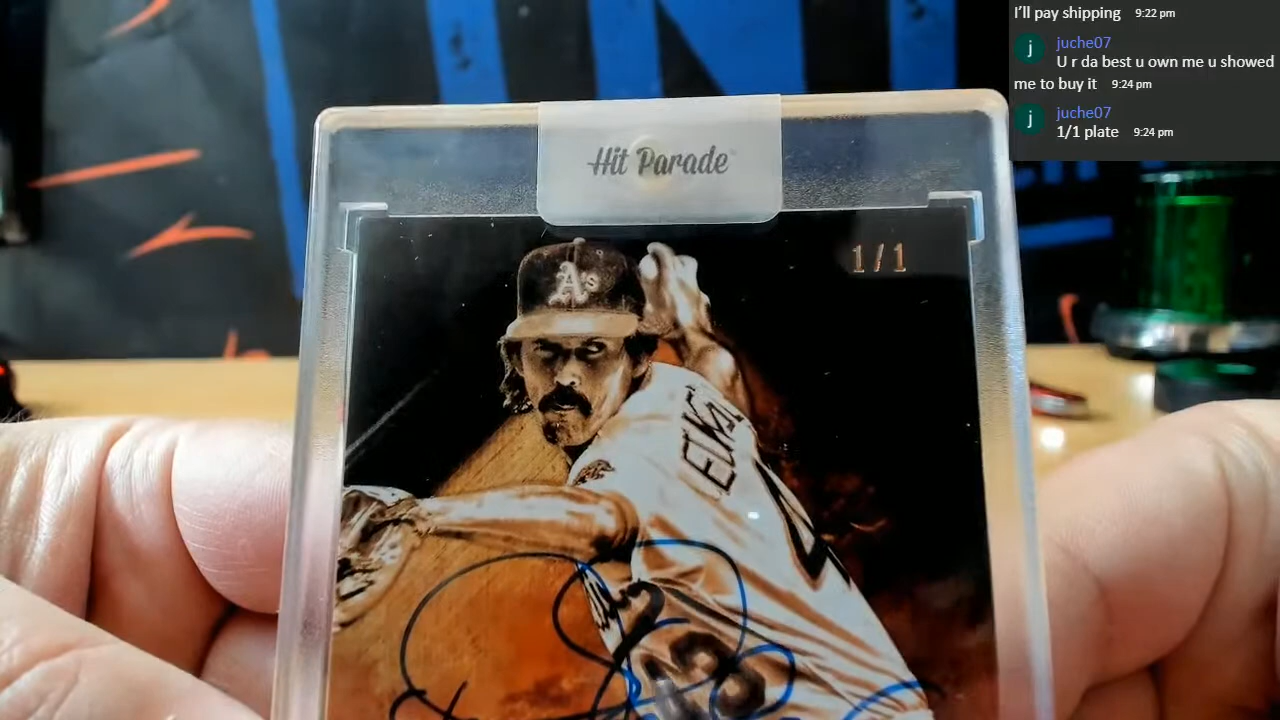 I'll pay shipping 9:22 pm
j juche07
U r da best u own me u showed
me to buy it 9:24 pm
j juche07
1/1 plate 9:24 pm
Hit Parade
1/1
A's
43